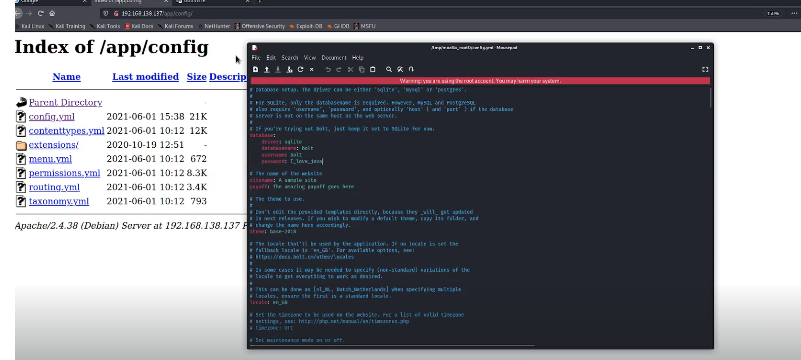 192.168.138.137/app/config/
Kali Linux Kali Training Kali Tools Kali Docs Kali Forums NetHunter Offensive Security Exploit-DB GHDB MSFU
Index of /app/config
Name Last modified Size Descrip
Parent Directory -
config.yml 2021-06-01 15:38 21K
contenttypes.yml 2021-06-01 10:12 12K
extensions/ 2020-10-19 12:51 -
menu.yml 2021-06-01 10:12 672
permissions.yml 2021-06-01 10:12 8.3K
routing.yml 2021-06-01 10:12 3.4K
taxonomy.yml 2021-06-01 10:12 793
Apache/2.4.38 (Debian) Server at 192.168.138.137 P
/tmp/mozilla_root0/config.yml - Mousepad
File Edit Search View Document Help
Warning: you are using the root account. You may harm your system.
# Database setup. The driver can be either 'sqlite', 'mysql' or 'postgres'.
#
# For SQLite, only the databasename is required. However, MySQL and PostgreSQL
# also require 'username', 'password', and optionally 'host' ( and 'port' ) if the database
# server is not on the same host as the web server.
#
# If you're trying out Bolt, just keep it set to SQLite for now.
database:
driver: sqlite
databasename: bolt
username: bolt
password: I_love_java
# The name of the website
sitename: A sample site
payoff: The amazing payoff goes here
# The theme to use.
#
# Don't edit the provided templates directly, because they _will_ get updated
# in next releases. If you wish to modify a default theme, copy its folder, and
# change the name here accordingly.
theme: base-2018
# The locale that'll be used by the application. If no locale is set the
# fallback locale is 'en_GB'. For available options, see:
# https://docs.bolt.cm/other/locales
#
# In some cases it may be needed to specify (non-standard) variations of the
# locale to get everything to work as desired.
#
# This can be done as [nl_NL, Dutch_Netherlands] when specifying multiple
# locales, ensure the first is a standard locale.
locale: en_GB
# Set the timezone to be used on the website. For a list of valid timezone
# settings, see: http://php.net/manual/en/timezones.php
# timezone: UTC
# Set maintenance mode on or off.